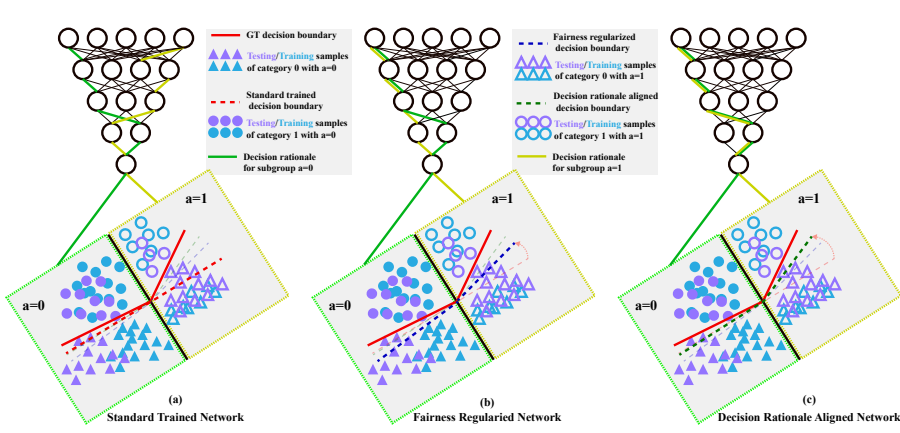 GT decision boundary
Testing/Training samples
of category 0 with a=0
Standard trained
decision boundary
Testing/Training samples
of category 1 with a=0
Decision rationale
for subgroup a=0
Fairness regularized
decision boundary
Testing/Training samples
of category 0 with a=1
Decision rationale aligned
decision boundary
Testing/Training samples
of category 1 with a=1
Decision rationale
for subgroup a=1
a=1
a=0
a=1
a=0
a=1
a=0
(a)
Standard Trained Network
(b)
Fairness Regularied Network
(c)
Decision Rationale Aligned Network